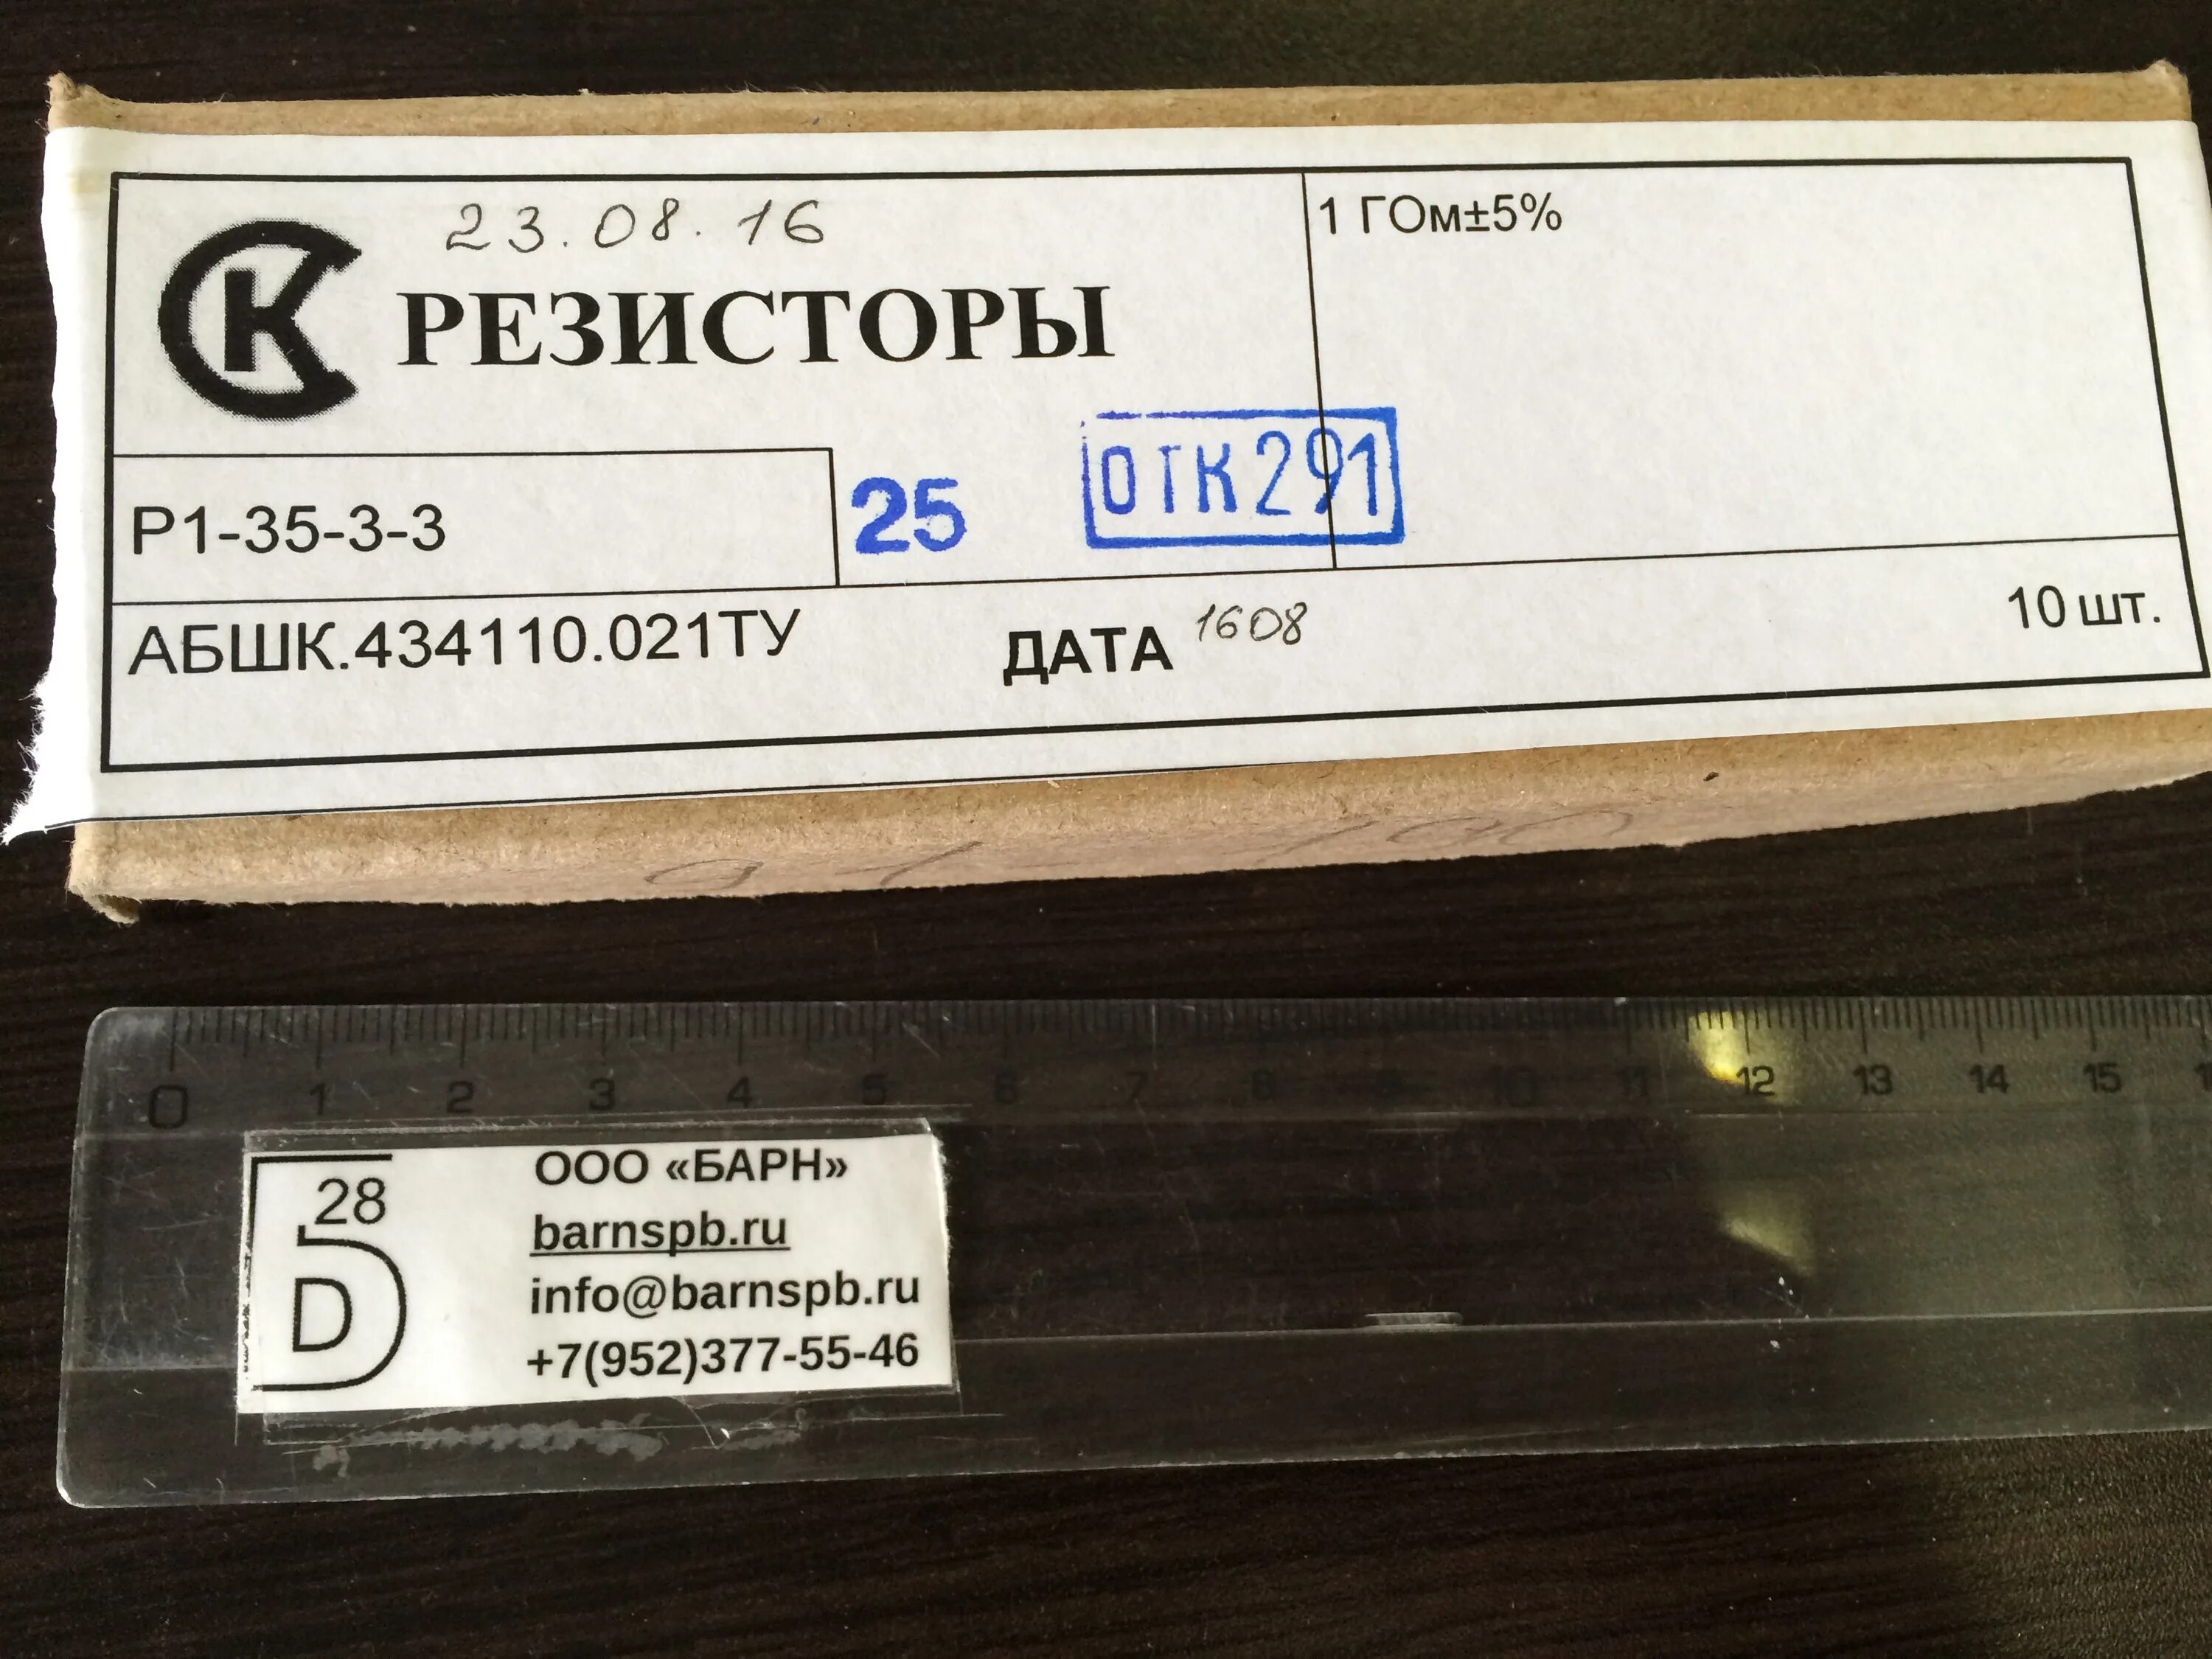 23.08.16
СК
РЕЗИСТОРЫ
1 ГОм±5%
Р1-35-3-3
25
ОТК291
АБШК.434110.021ТУ
ДАТА 1608
10 шт.
0 1 2 3 4 5 6 7 8 9 10 11 12 13 14 15
28
D
ООО «БАРН»
barnspb.ru
info@barnspb.ru
+7(952)377-55-46